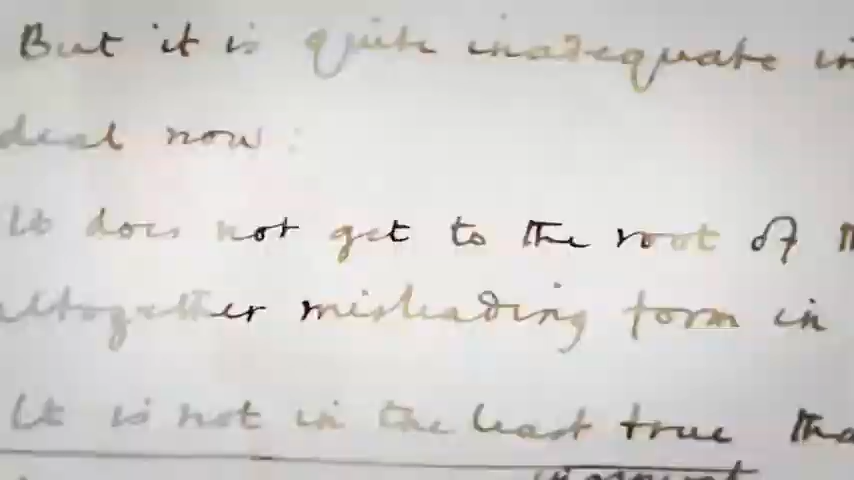 But it is quite inadequate in
deal now:
It does not get to the root of
altogether misleading form in
It is not in the least true tha